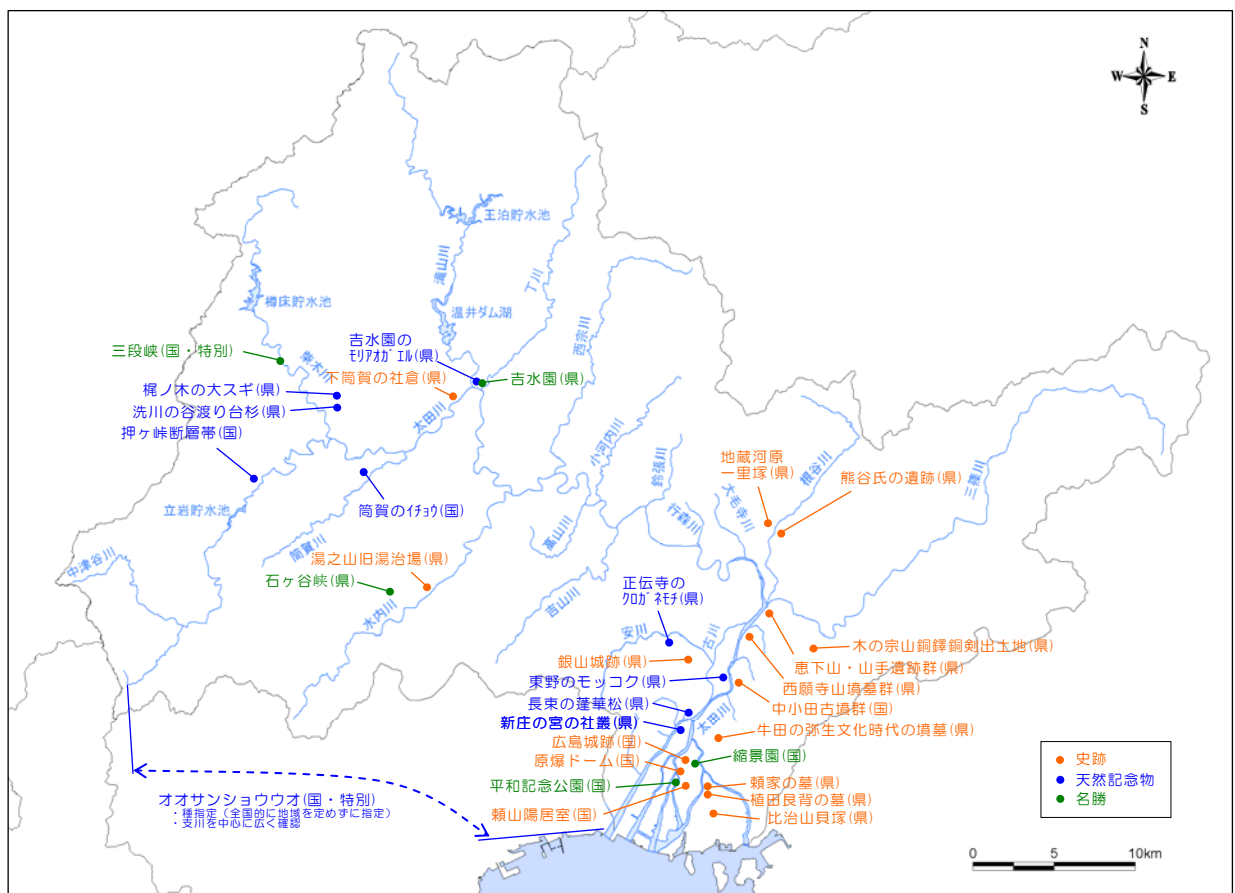 N
W
E
S
王泊貯水池
滝山川
丁川
樽床貯水池
温井ダム湖
西宗川
三段峡(国・特別)
柴木川
吉水園の
ﾓﾘｱｵｶﾞｴﾙ(県)
不筒賀の社倉(県)
吉水園(県)
梶ノ木の大スギ(県)
洗川の谷渡り台杉(県)
太田川
押ヶ峠断層帯(国)
小河内川
鈴張川
地蔵河原
一里塚(県)
根谷川
熊谷氏の遺跡(県)
三篠川
大毛寺川
立岩貯水池
筒賀のｲﾁｮｳ(国)
行森川
高山川
筒賀川
中津谷川
湯之山旧湯治場(県)
石ヶ谷峡(県)
水内川
吉山川
正伝寺の
ｸﾛｶﾞﾈﾓﾁ(県)
安川
古川
木の宗山銅鐸銅剣出土地(県)
銀山城跡(県)
恵下山・山手遺跡群(県)
東野のモッコク(県)
西願寺山墳墓群(県)
長束の蓮華松(県)
中小田古墳群(国)
太田川
新庄の宮の社叢(県)
牛田の弥生文化時代の墳墓(県)
広島城跡(国)
縮景園(国)
原爆ドーム(国)
平和記念公園(国)
頼家の墓(県)
植田艮背の墓(県)
頼山陽居室(国)
比治山貝塚(県)
オオサンショウウオ(国・特別)
・種指定（全国的に地域を定めずに指定）
・支川を中心に広く確認
史跡
天然記念物
名勝
0 5 10km